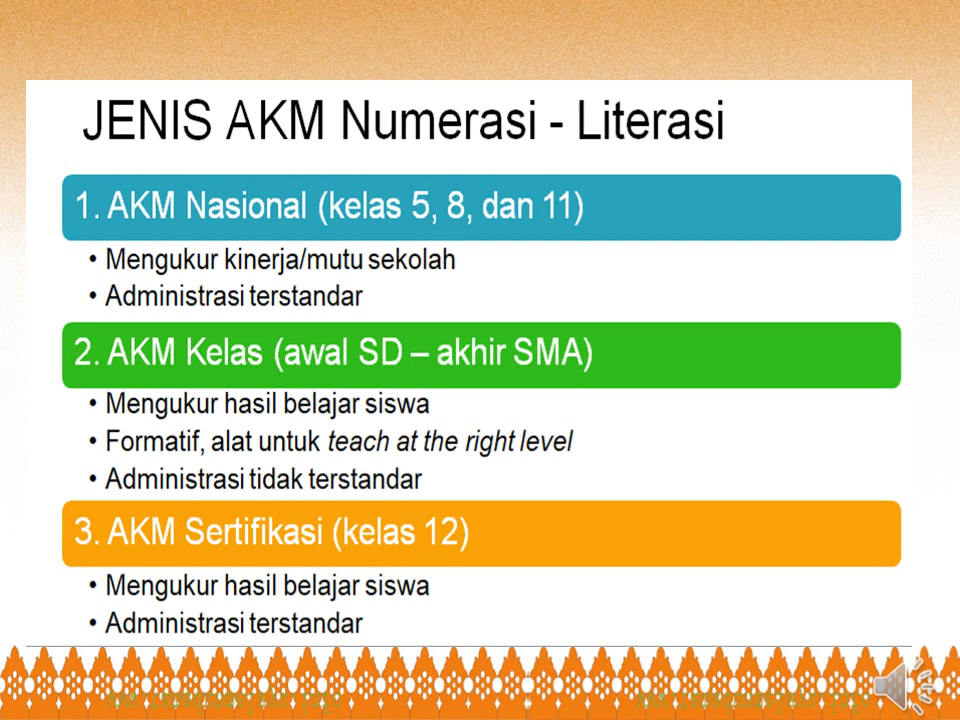 JENIS AKM Numerasi - Literasi
1. AKM Nasional (kelas 5, 8, dan 11)
• Mengukur kinerja/mutu sekolah
• Administrasi terstandar
2. AKM Kelas (awal SD – akhir SMA)
• Mengukur hasil belajar siswa
• Formatif, alat untuk teach at the right level
• Administrasi tidak terstandar
3. AKM Sertifikasi (kelas 12)
• Mengukur hasil belajar siswa
• Administrasi terstandar